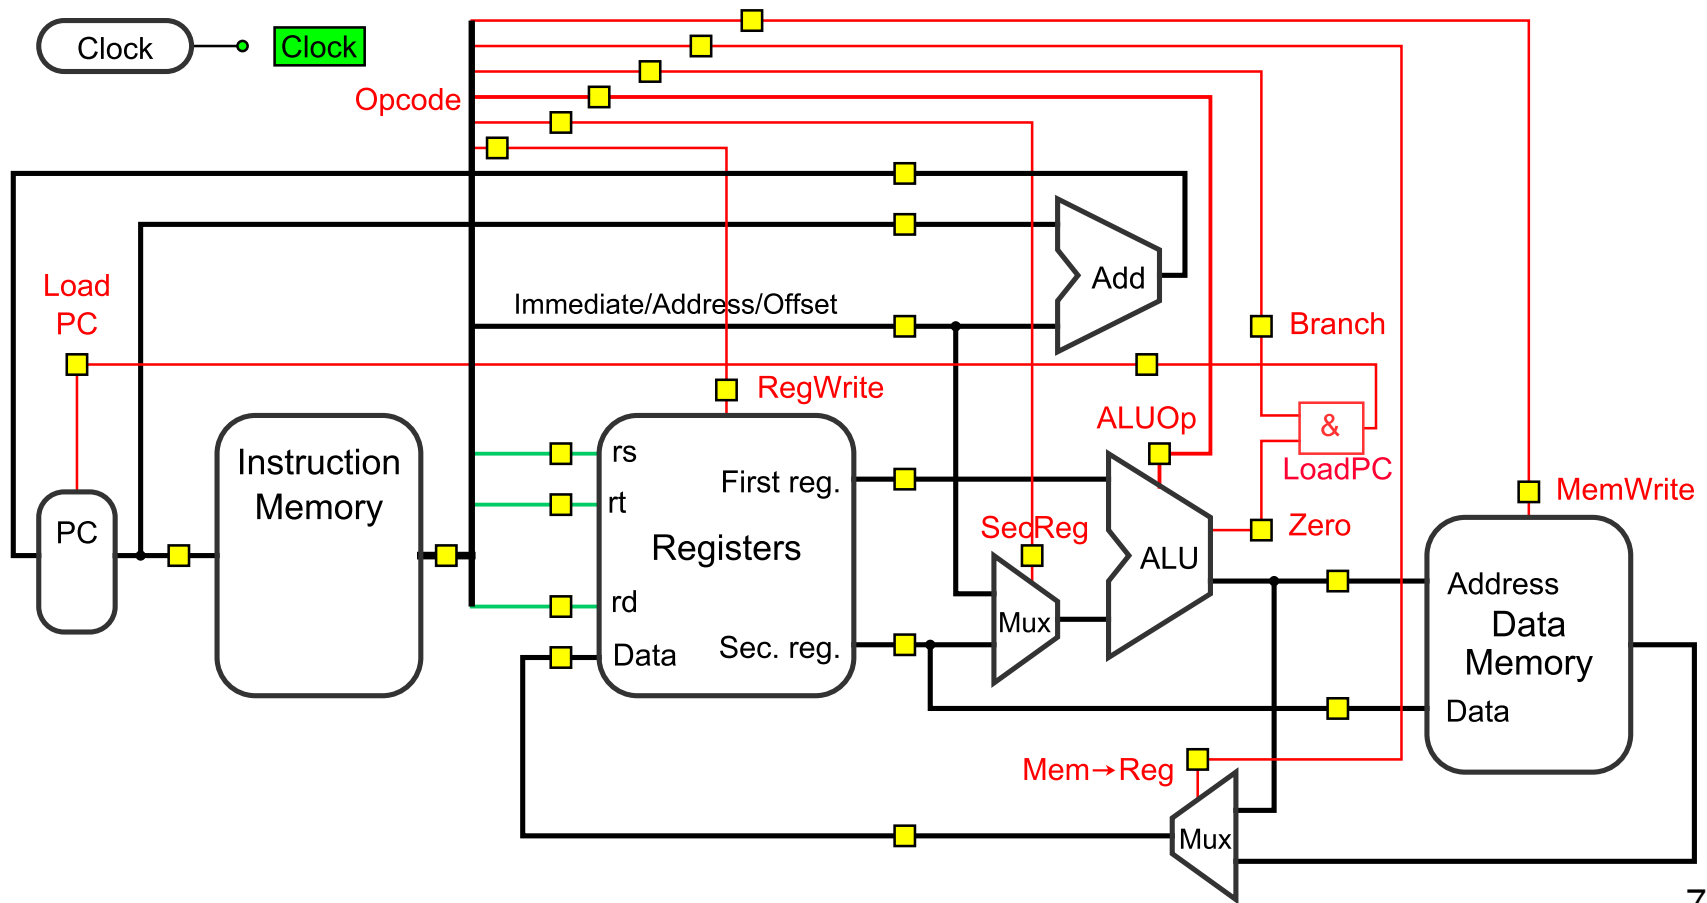 Clock
Clock
Opcode
Load
PC
Immediate/Address/Offset
Add
Branch
RegWrite
ALUOp
&
LoadPC
Instruction
Memory
rs
rt
First reg.
MemWrite
PC
Registers
SecReg
Zero
ALU
Address
Data
Memory
rd
Mux
Data
Sec. reg.
Data
Mem→Reg
Mux
7